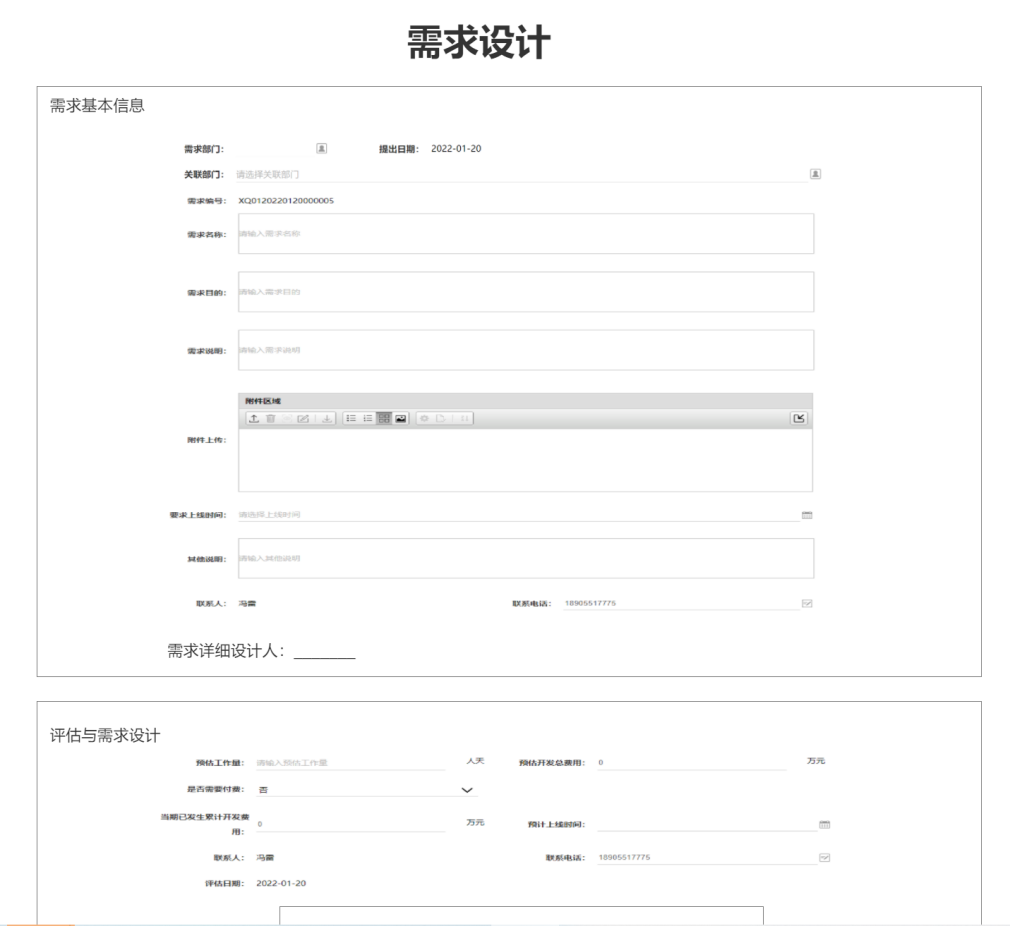 需求设计
需求基本信息
需求部门： 提出日期： 2022-01-20
关联部门： 请选择关联部门
需求编号： XQ0120220120000005
需求名称： 请输入需求名称
需求目的： 请输入需求目的
需求说明： 请输入需求说明
附件区域
附件上传：
要求上线时间： 请选择上线时间
其他说明： 请输入其他说明
联系人： 冯雷 联系电话： 18905517775
需求详细设计人：_______
评估与需求设计
预估工作量： 请输入预估工作量 人天 预估开发总费用： 0 万元
是否需要付费： 否
当期已发生累计开发费
用： 0 万元 预计上线时间：
联系人： 冯雷 联系电话： 18905517775
评估日期： 2022-01-20